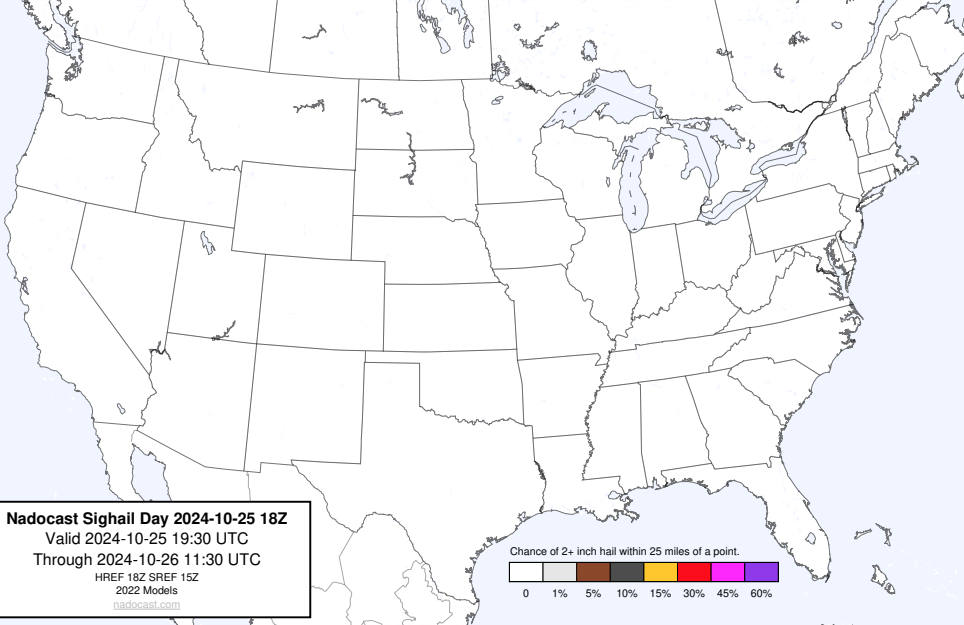 Nadocast Sighail Day 2024-10-25 18Z
Valid 2024-10-25 19:30 UTC
Through 2024-10-26 11:30 UTC
HREF 18Z SREF 15Z
2022 Models
nadocast.com
Chance of 2+ inch hail within 25 miles of a point.
0 1% 5% 10% 15% 30% 45% 60%